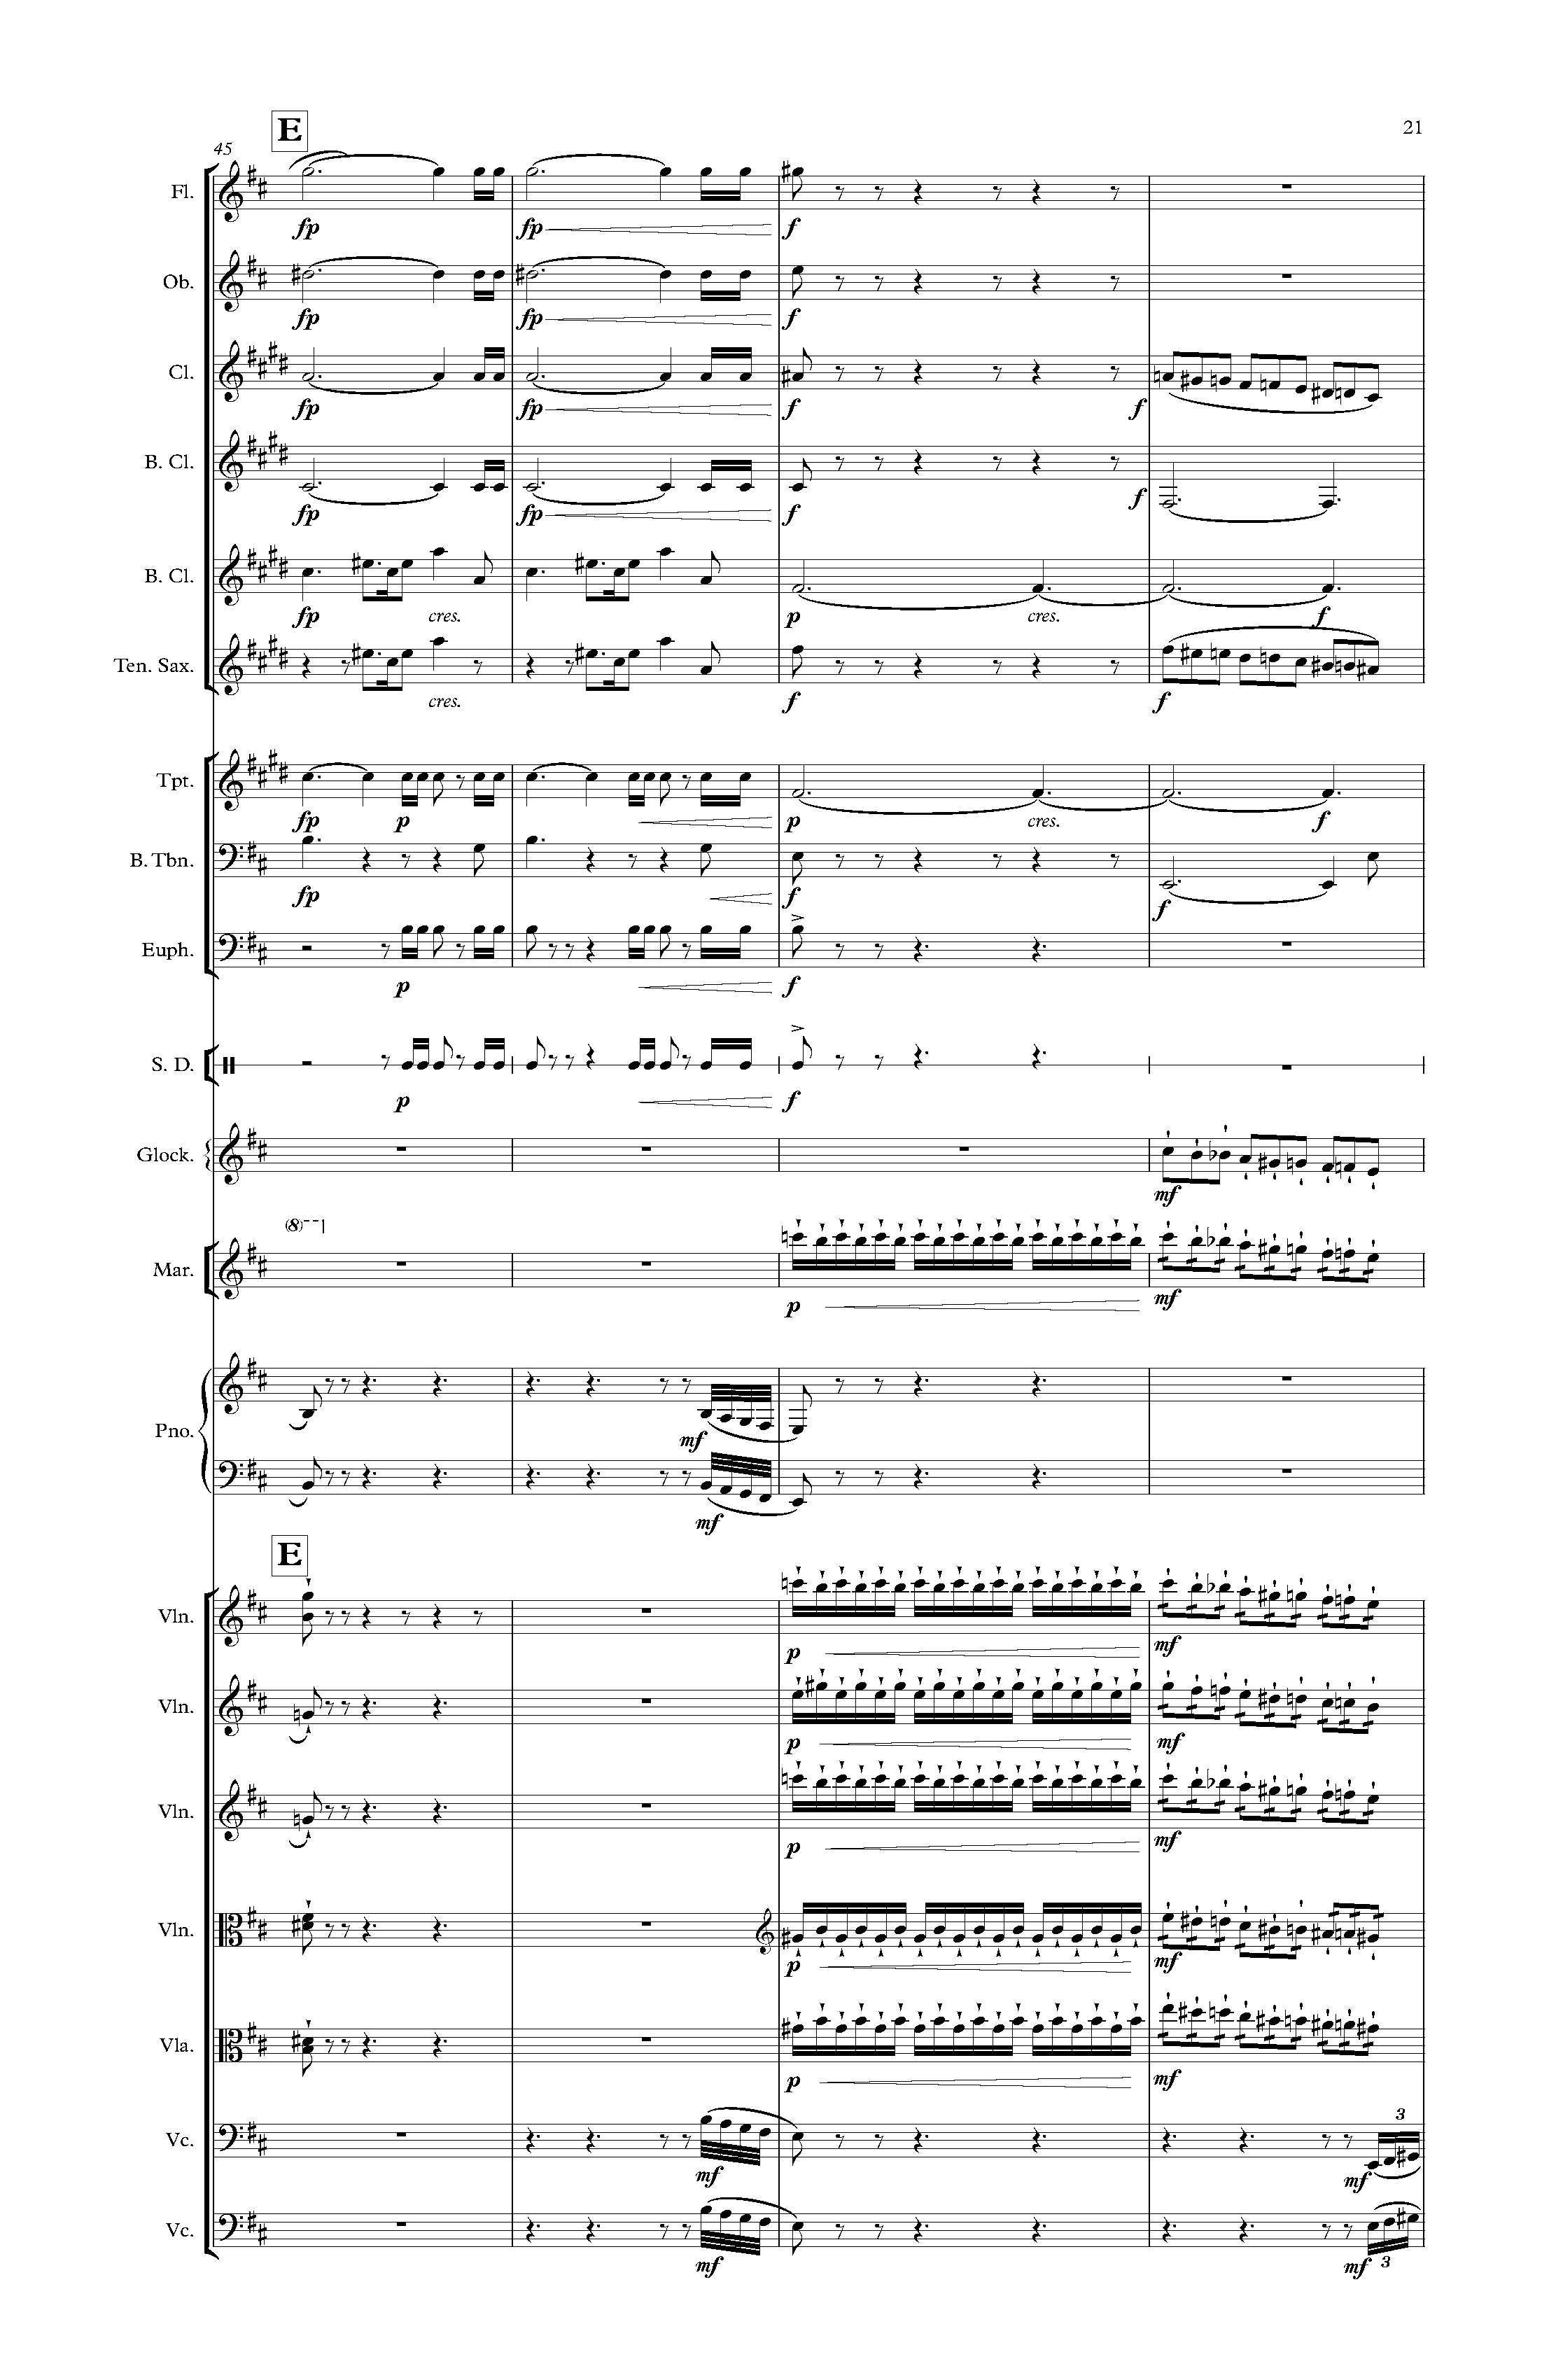 21
E
45
Fl.
fp fp f
Ob.
fp fp f
Cl.
fp fp f f
B. Cl.
fp fp f f
B. Cl.
fp cres. p cres. f
Ten. Sax.
cres. f f
Tpt.
fp p p cres. f
B. Tbn.
fp f f
Euph.
p f
S. D.
p f
Glock.
mf
(8)
Mar.
p mf
Pno.
mf
mf
E
Vln.
p mf
Vln.
p mf
Vln.
p mf
Vln.
p mf
Vla.
p mf
3
Vc.
mf mf
Vc.
mf mf 3